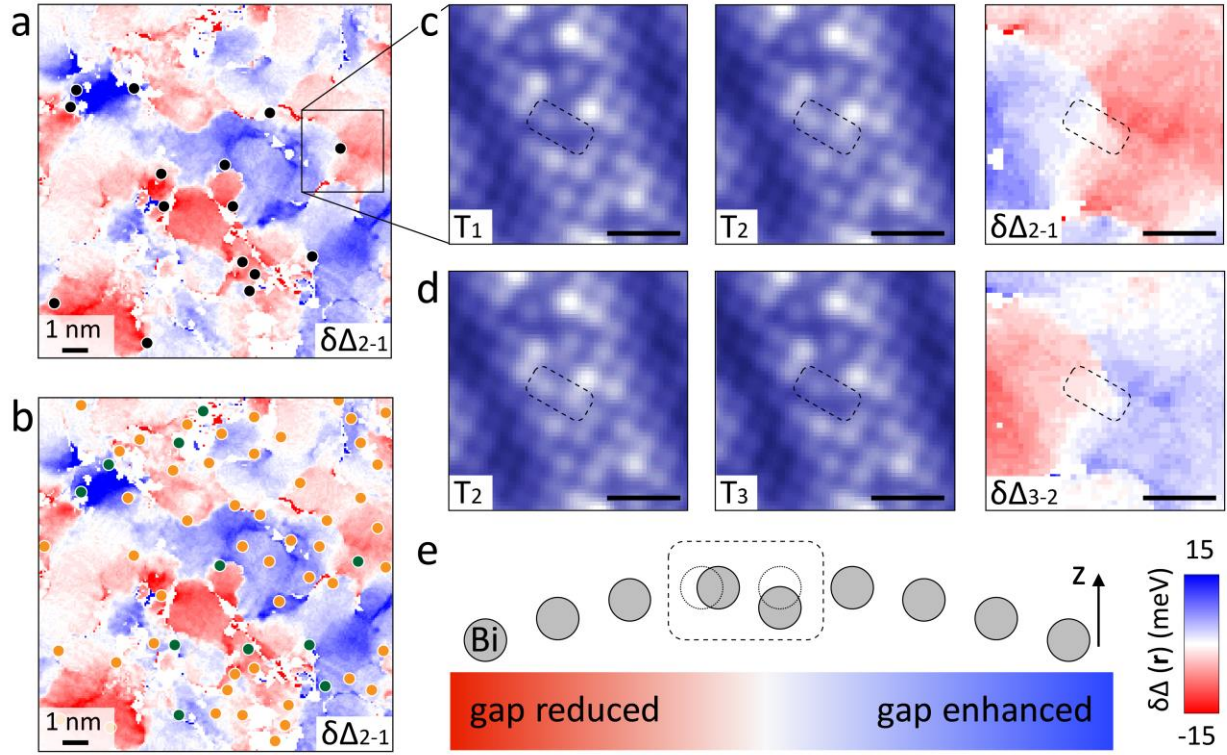 a
1 nm
δΔ2-1
b
1 nm
δΔ2-1
c
T1
T2
δΔ2-1
d
T2
T3
δΔ3-2
e
Bi
z
gap reduced
gap enhanced
15
δΔ (r) (meV)
-15